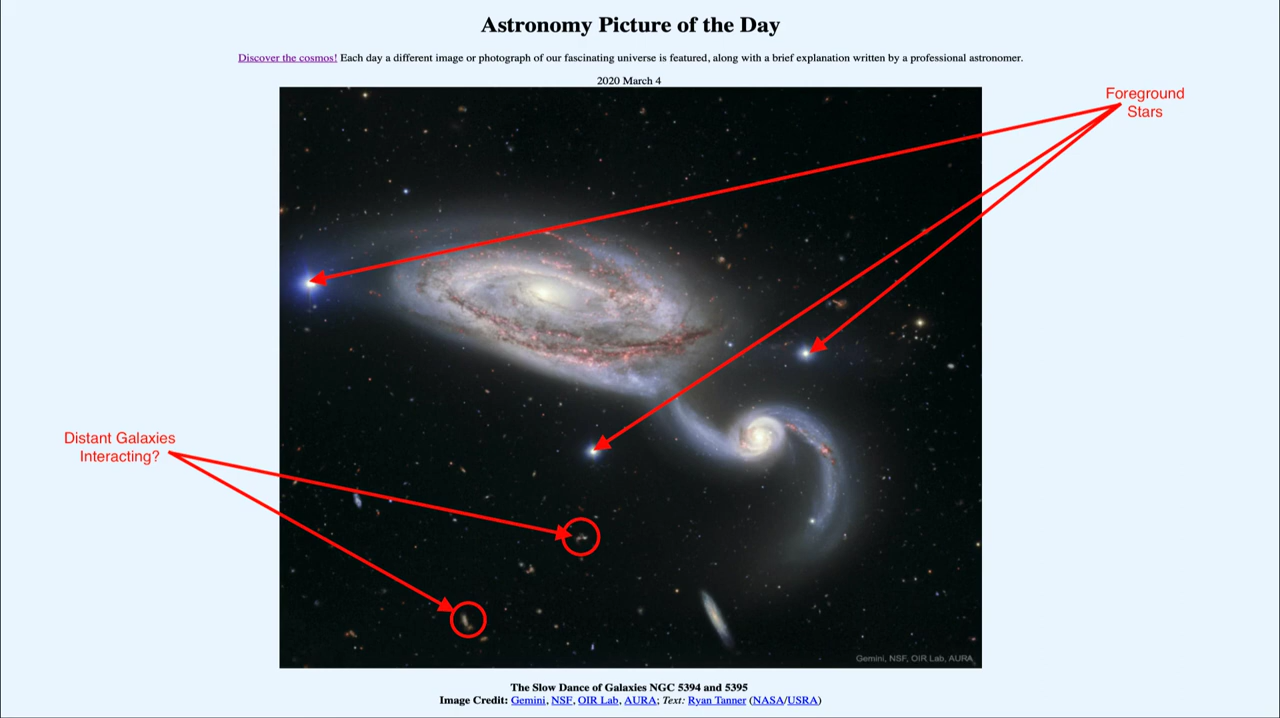 Astronomy Picture of the Day
Discover the cosmos! Each day a different image or photograph of our fascinating universe is featured, along with a brief explanation written by a professional astronomer.
2020 March 4
Foreground
Stars
Distant Galaxies
Interacting?
Gemini, NSF, OIR Lab, AURA
The Slow Dance of Galaxies NGC 5394 and 5395
Image Credit: Gemini, NSF, OIR Lab, AURA; Text: Ryan Tanner (NASA/USRA)